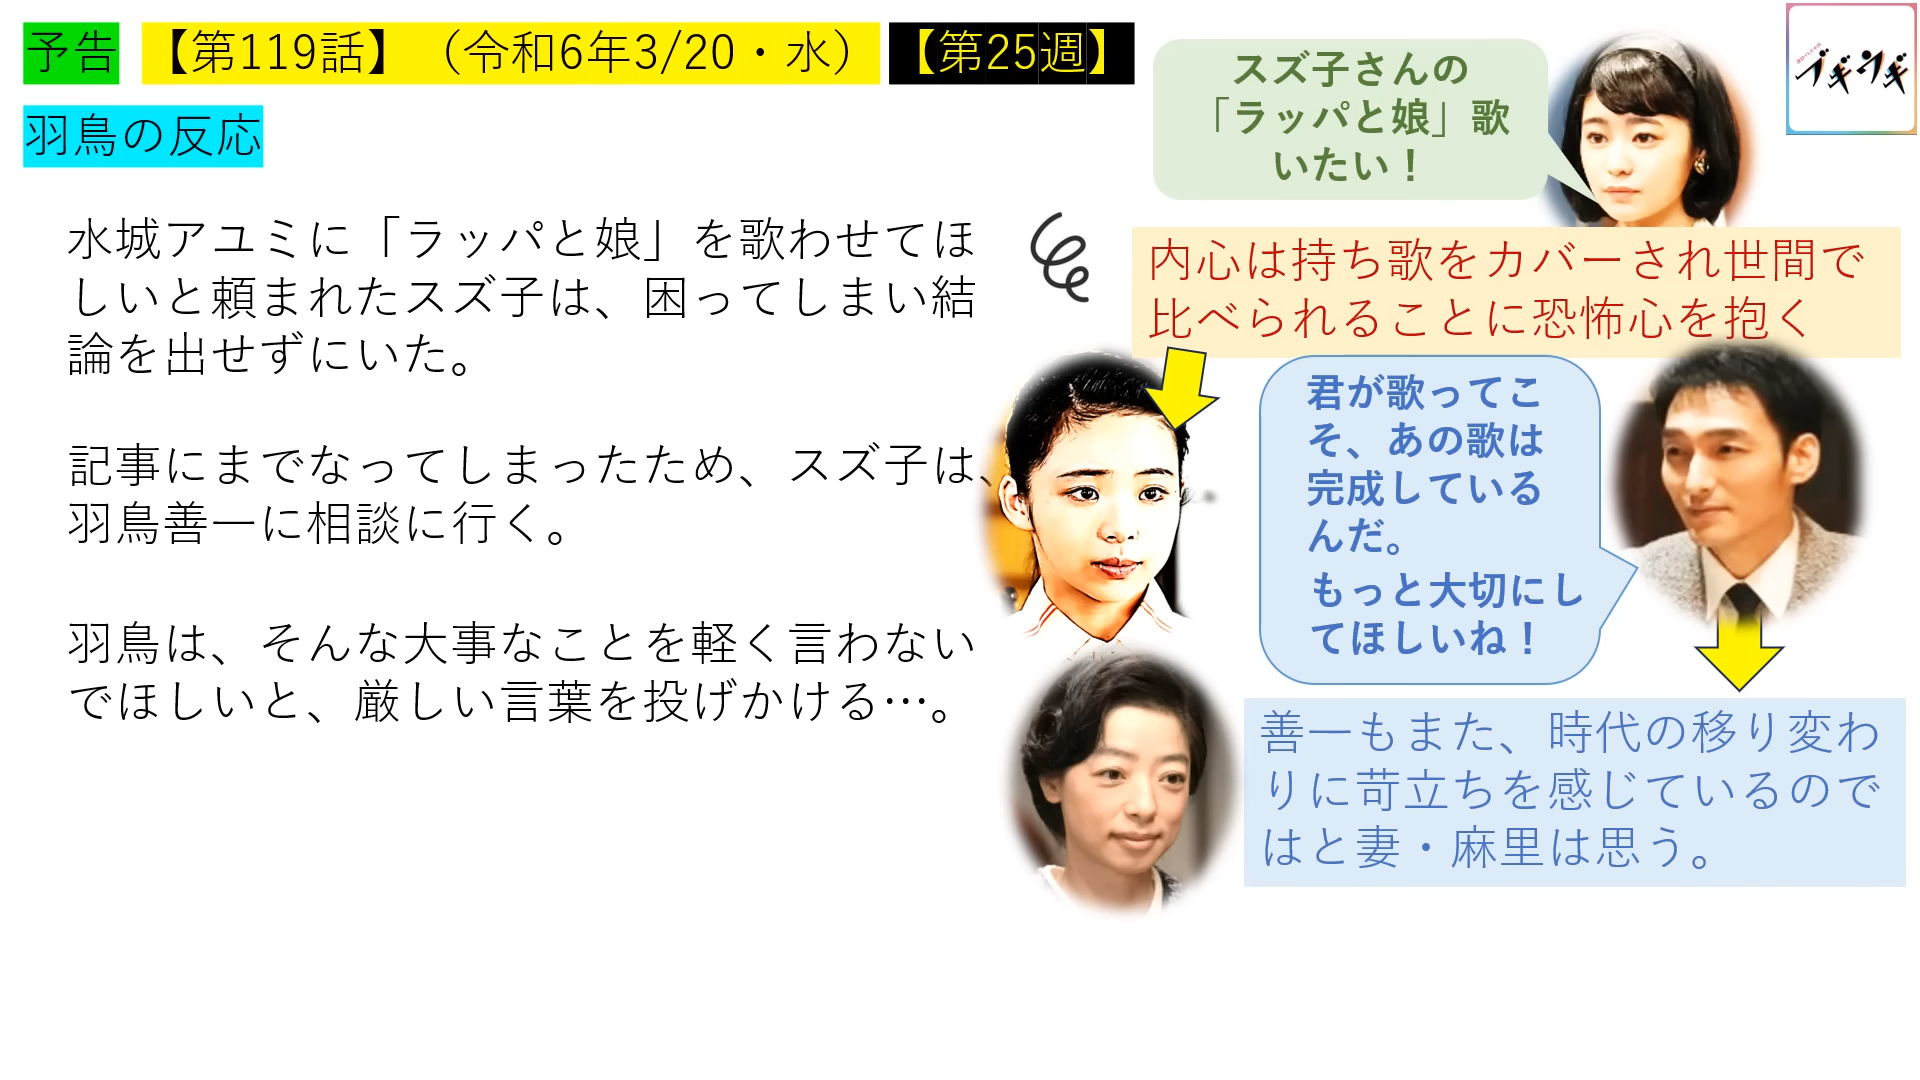 予告 【第119話】（令和6年3/20・水） 【第25週】
羽鳥の反応
水城アユミに「ラッパと娘」を歌わせてほ
しいと頼まれたスズ子は、困ってしまい結
論を出せずにいた。
記事にまでなってしまったため、スズ子は、
羽鳥善一に相談に行く。
羽鳥は、そんな大事なことを軽く言わない
でほしいと、厳しい言葉を投げかける…。
スズ子さんの
「ラッパと娘」歌
いたい！
ブギウギ
内心は持ち歌をカバーされ世間で
比べられることに恐怖心を抱く
君が歌ってこ
そ、あの歌は
完成している
んだ。
もっと大切にし
てほしいね！
善一もまた、時代の移り変わ
りに苛立ちを感じているので
はと妻・麻里は思う。